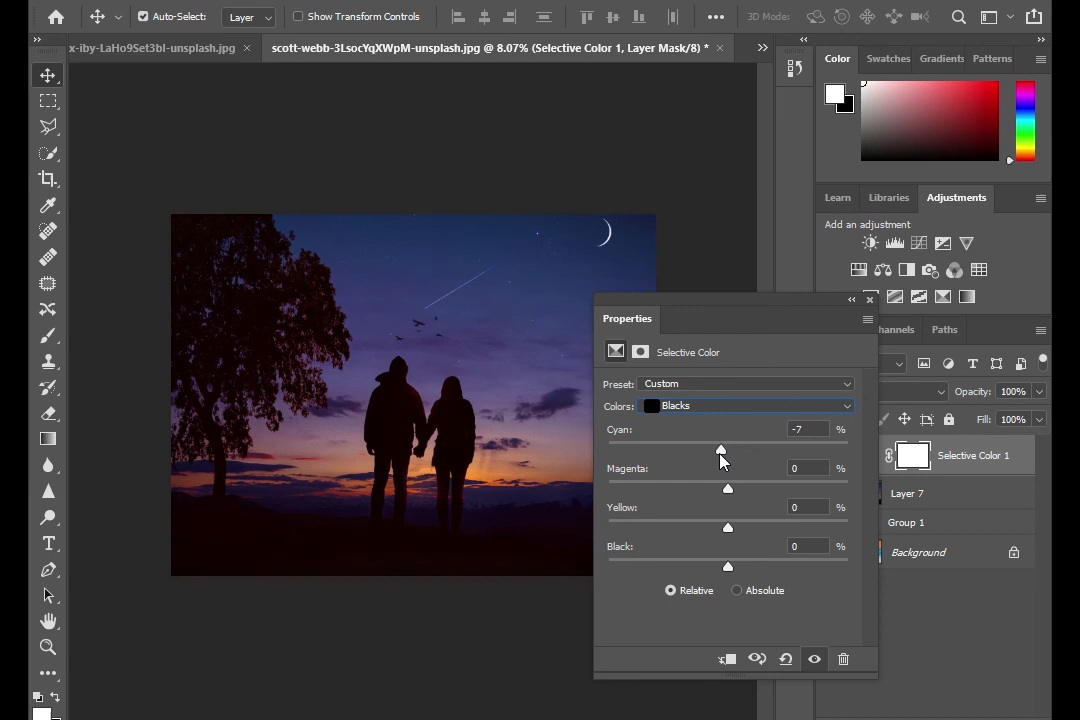 Auto-Select: Layer Show Transform Controls 3D Mode:
x-iby-LaHo9Set3bI-unsplash.jpg × scott-webb-3LsocYqXWpM-unsplash.jpg @ 8.07% (Selective Color 1, Layer Mask/8) * ×
Color Swatches Gradients Patterns
Learn Libraries Adjustments
Add an adjustment
Properties
hannels Paths
Selective Color
Preset: Custom
Opacity: 100%
Colors: Blacks
Fill: 100%
Cyan: -7 %
Selective Color 1
Magenta: 0 %
Layer 7
Yellow: 0 %
Group 1
Black: 0 %
Background
Relative Absolute